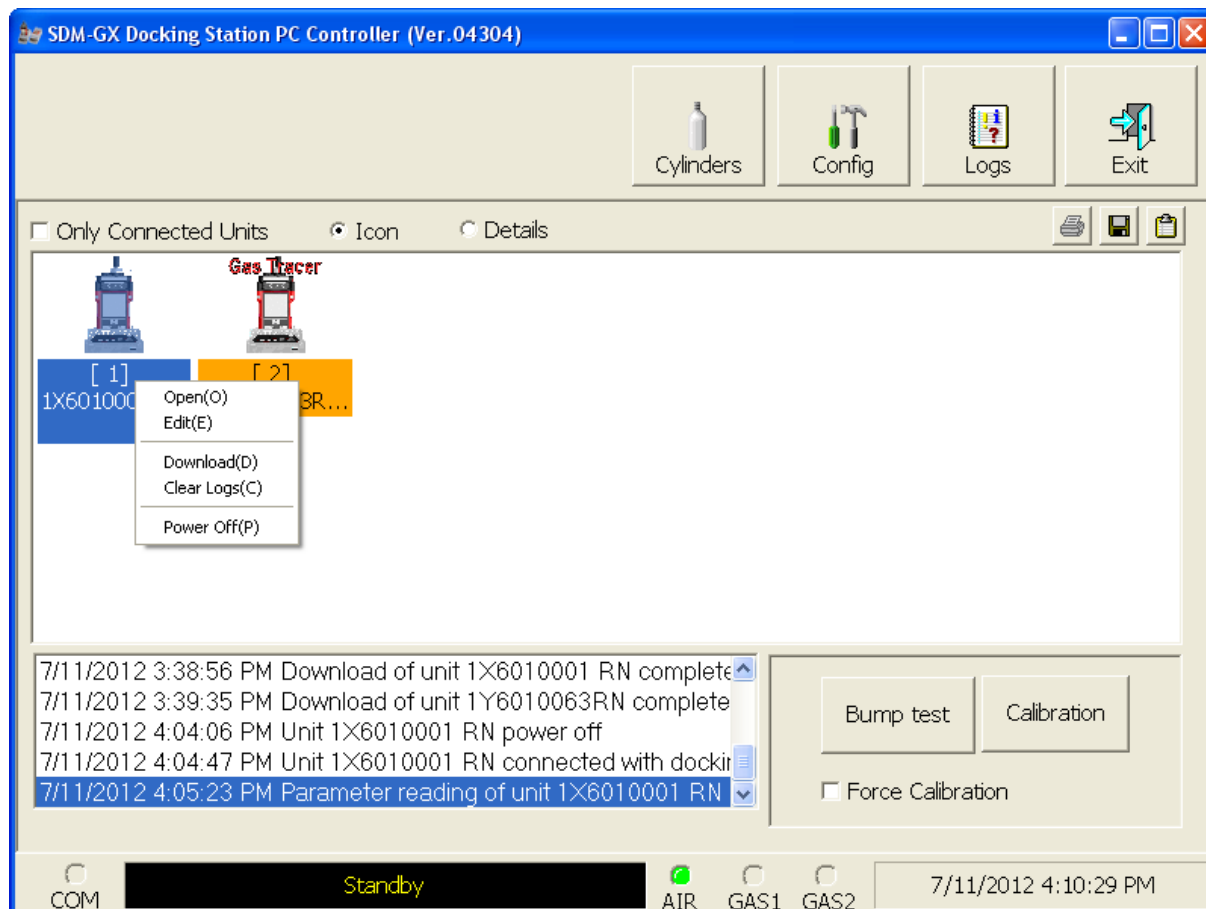 SDM-GX Docking Station PC Controller (Ver.04304)
Cylinders
Config
Logs
Exit
Only Connected Units
Icon
Details
Gas Tracer
[ 1]
[ 2]
1X601000
3R...
Open(O)
Edit(E)
Download(D)
Clear Logs(C)
Power Off(P)
7/11/2012 3:38:56 PM Download of unit 1X6010001 RN complete
7/11/2012 3:39:35 PM Download of unit 1Y6010063RN complete
7/11/2012 4:04:06 PM Unit 1X6010001 RN power off
7/11/2012 4:04:47 PM Unit 1X6010001 RN connected with dockin
7/11/2012 4:05:23 PM Parameter reading of unit 1X6010001 RN
Bump test
Calibration
Force Calibration
COM
Standby
AIR
GAS1
GAS2
7/11/2012 4:10:29 PM